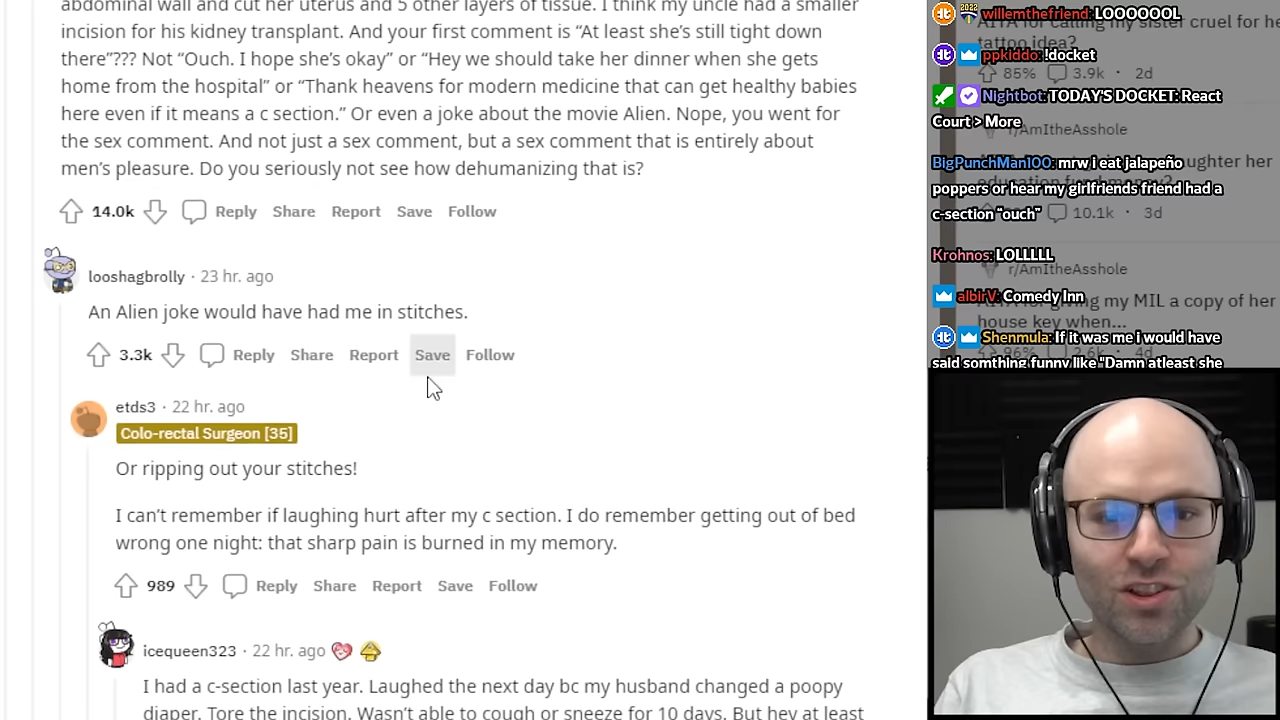 abdominal wall and cut her uterus and 5 other layers of tissue. I think my uncle had a smaller
incision for his kidney transplant. And your first comment is “At least she’s still tight down
there”??? Not “Ouch. I hope she’s okay” or “Hey we should take her dinner when she gets
home from the hospital” or “Thank heavens for modern medicine that can get healthy babies
here even if it means a c section.” Or even a joke about the movie Alien. Nope, you went for
the sex comment. And not just a sex comment, but a sex comment that is entirely about
men’s pleasure. Do you seriously not see how dehumanizing that is?
14.0k Reply Share Report Save Follow
looshagbrolly · 23 hr. ago
An Alien joke would have had me in stitches.
3.3k Reply Share Report Save Follow
etds3 · 22 hr. ago
Colo-rectal Surgeon [35]
Or ripping out your stitches!
I can’t remember if laughing hurt after my c section. I do remember getting out of bed
wrong one night: that sharp pain is burned in my memory.
989 Reply Share Report Save Follow
icequeen323 · 22 hr. ago
I had a c-section last year. Laughed the next day bc my husband changed a poopy
diaper. Tore the incision. Wasn’t able to cough or sneeze for 10 days. But hey at least
2022
willemthefriend: LOOOOOOL
my sister cruel for he
tattoo idea?
ppkiddo: !docket
85% 3.9k · 2d
Nightbot: TODAY'S DOCKET: React
Court > More
r/AmItheAsshole
BigPunchMan100: mrw i eat jalapeño
ughter her
poppers or hear my girlfriends friend had a
c-section "ouch"
10.1k · 3d
Krohnos: LOLLLLL
r/AmItheAsshole
albirV: Comedy Inn
giving my MIL a copy of her
house key when...
Shenmula: If it was me i would have
said somthing funny like "Damn atleast she
96% 2.6k · 4d